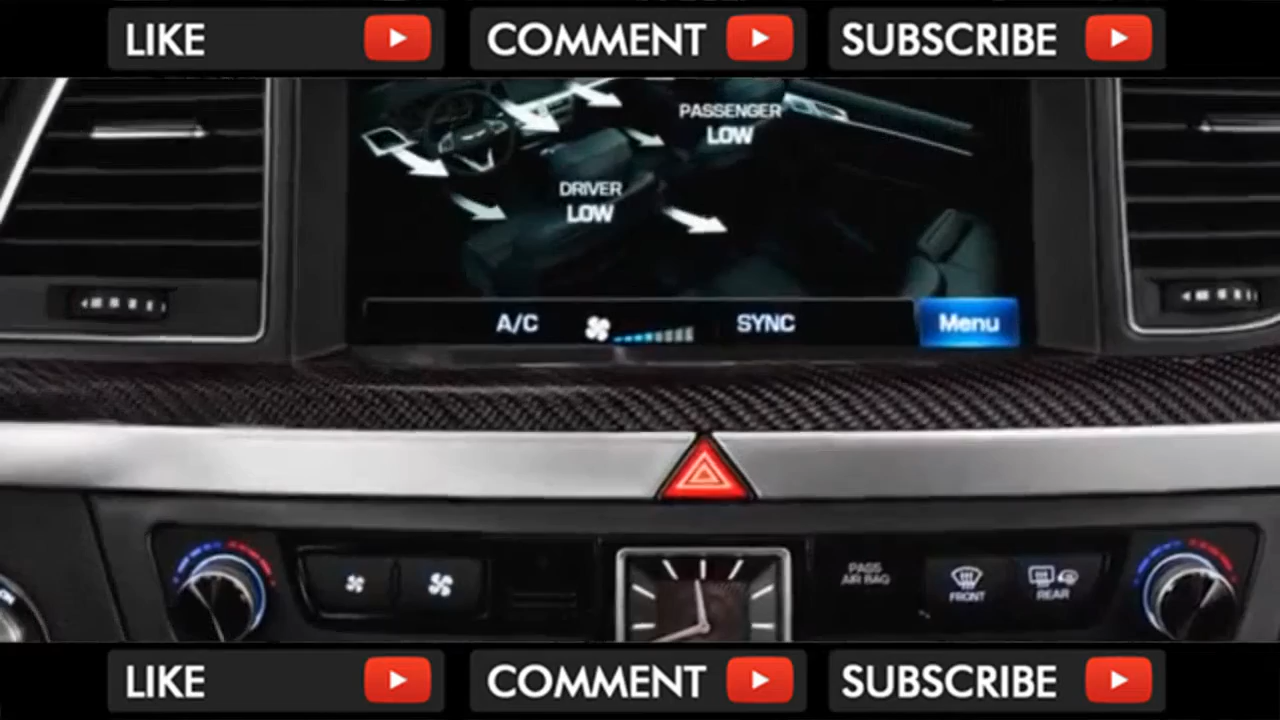 LIKE COMMENT SUBSCRIBE
PASSENGER
LOW
DRIVER
LOW
A/C SYNC Menu
PASS
AIR BAG
FRONT REAR
LIKE COMMENT SUBSCRIBE